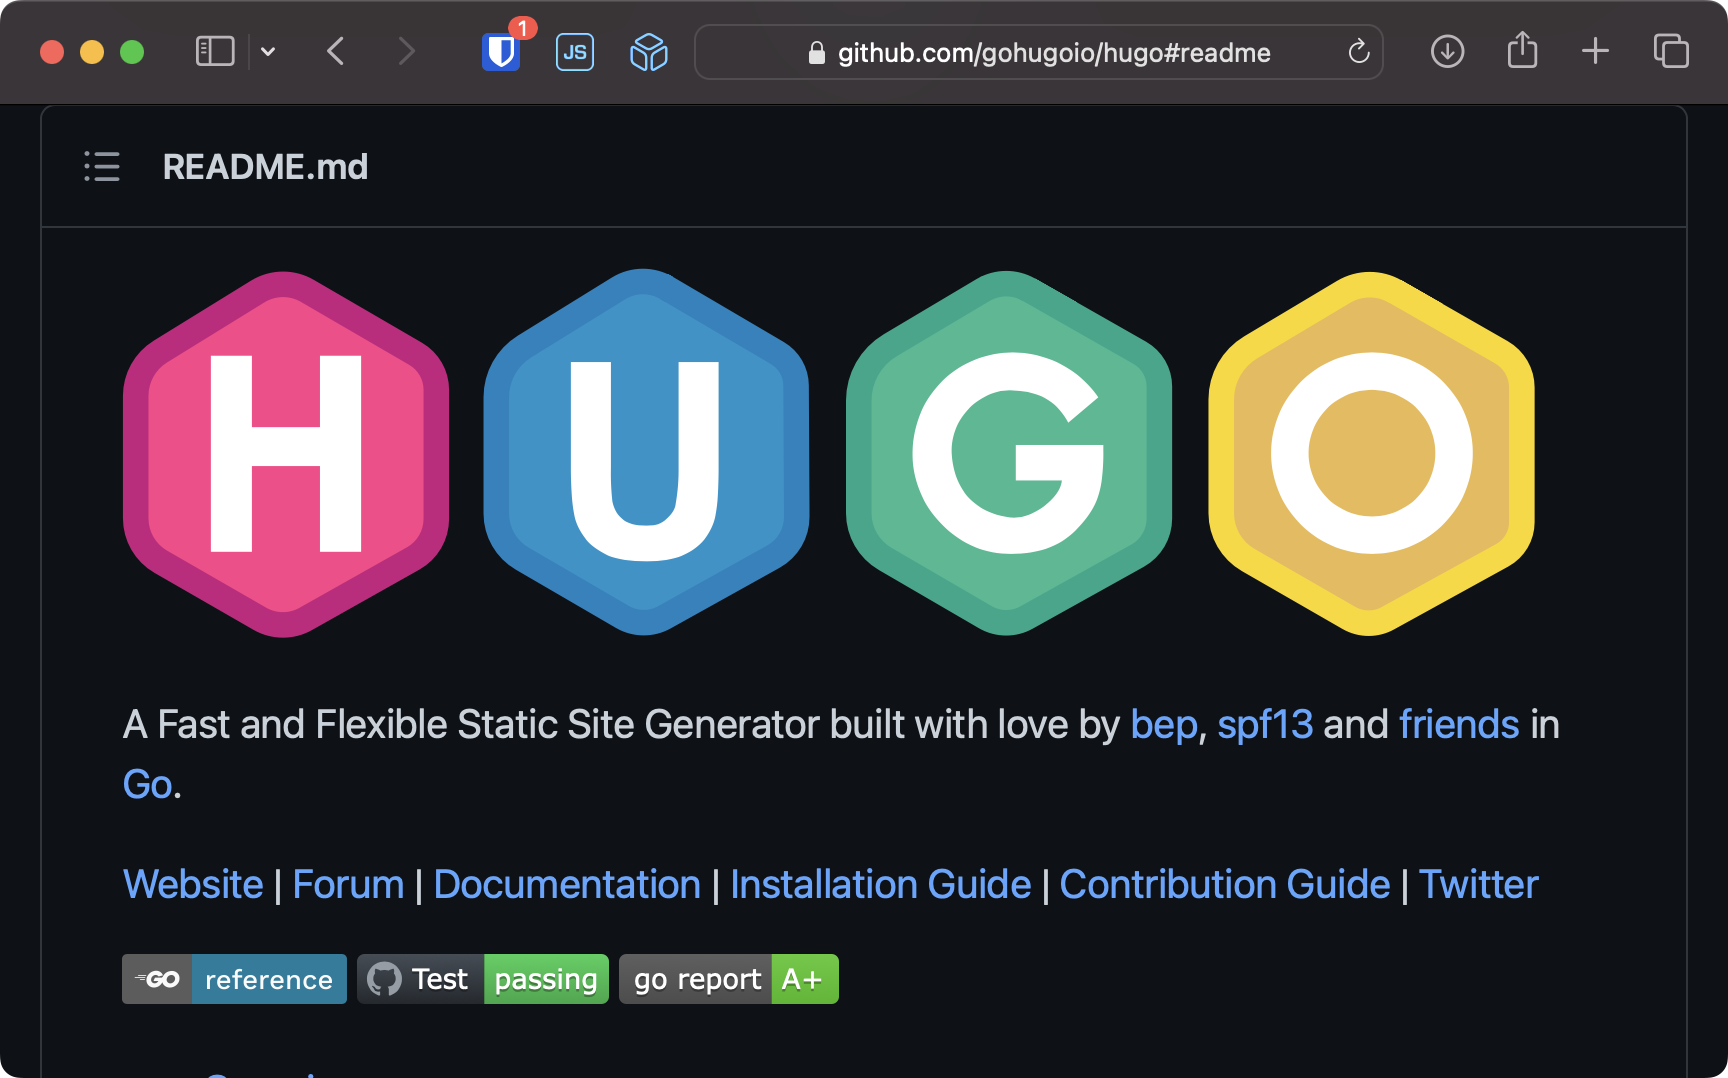 1
JS
github.com/gohugoio/hugo#readme
README.md
HUGO
A Fast and Flexible Static Site Generator built with love by bep, spf13 and friends in
Go.
Website | Forum | Documentation | Installation Guide | Contribution Guide | Twitter
GO reference Test passing go report A+